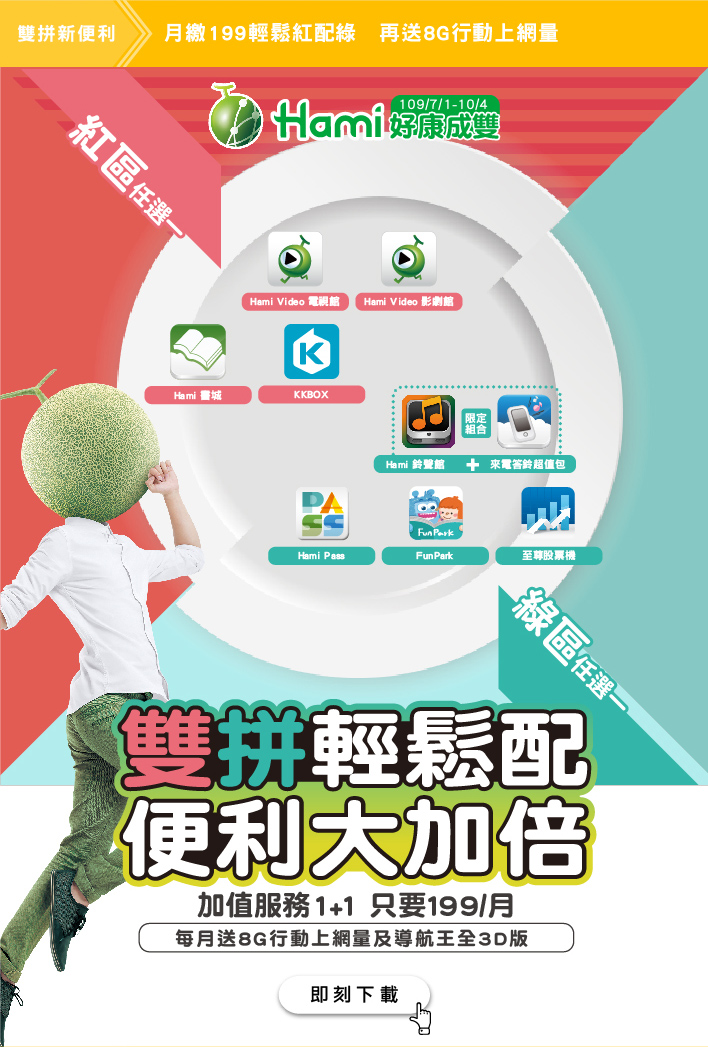 雙拼新便利
月繳199輕鬆紅配綠 再送8G行動上網量
Hami 109/7/1-10/4
好康成雙
紅區任選一
Hami Video 電視館
Hami Video 影劇館
Hami 書城
KKBOX
限定
組合
Hami 鈴聲館 + 來電答鈴超值包
PA
SS
FunPark
Hami Pass
FunPark
至尊股票機
綠區任選一
雙拼輕鬆配
便利大加倍
加值服務1+1 只要199/月
每月送8G行動上網量及導航王全3D版
即刻下載